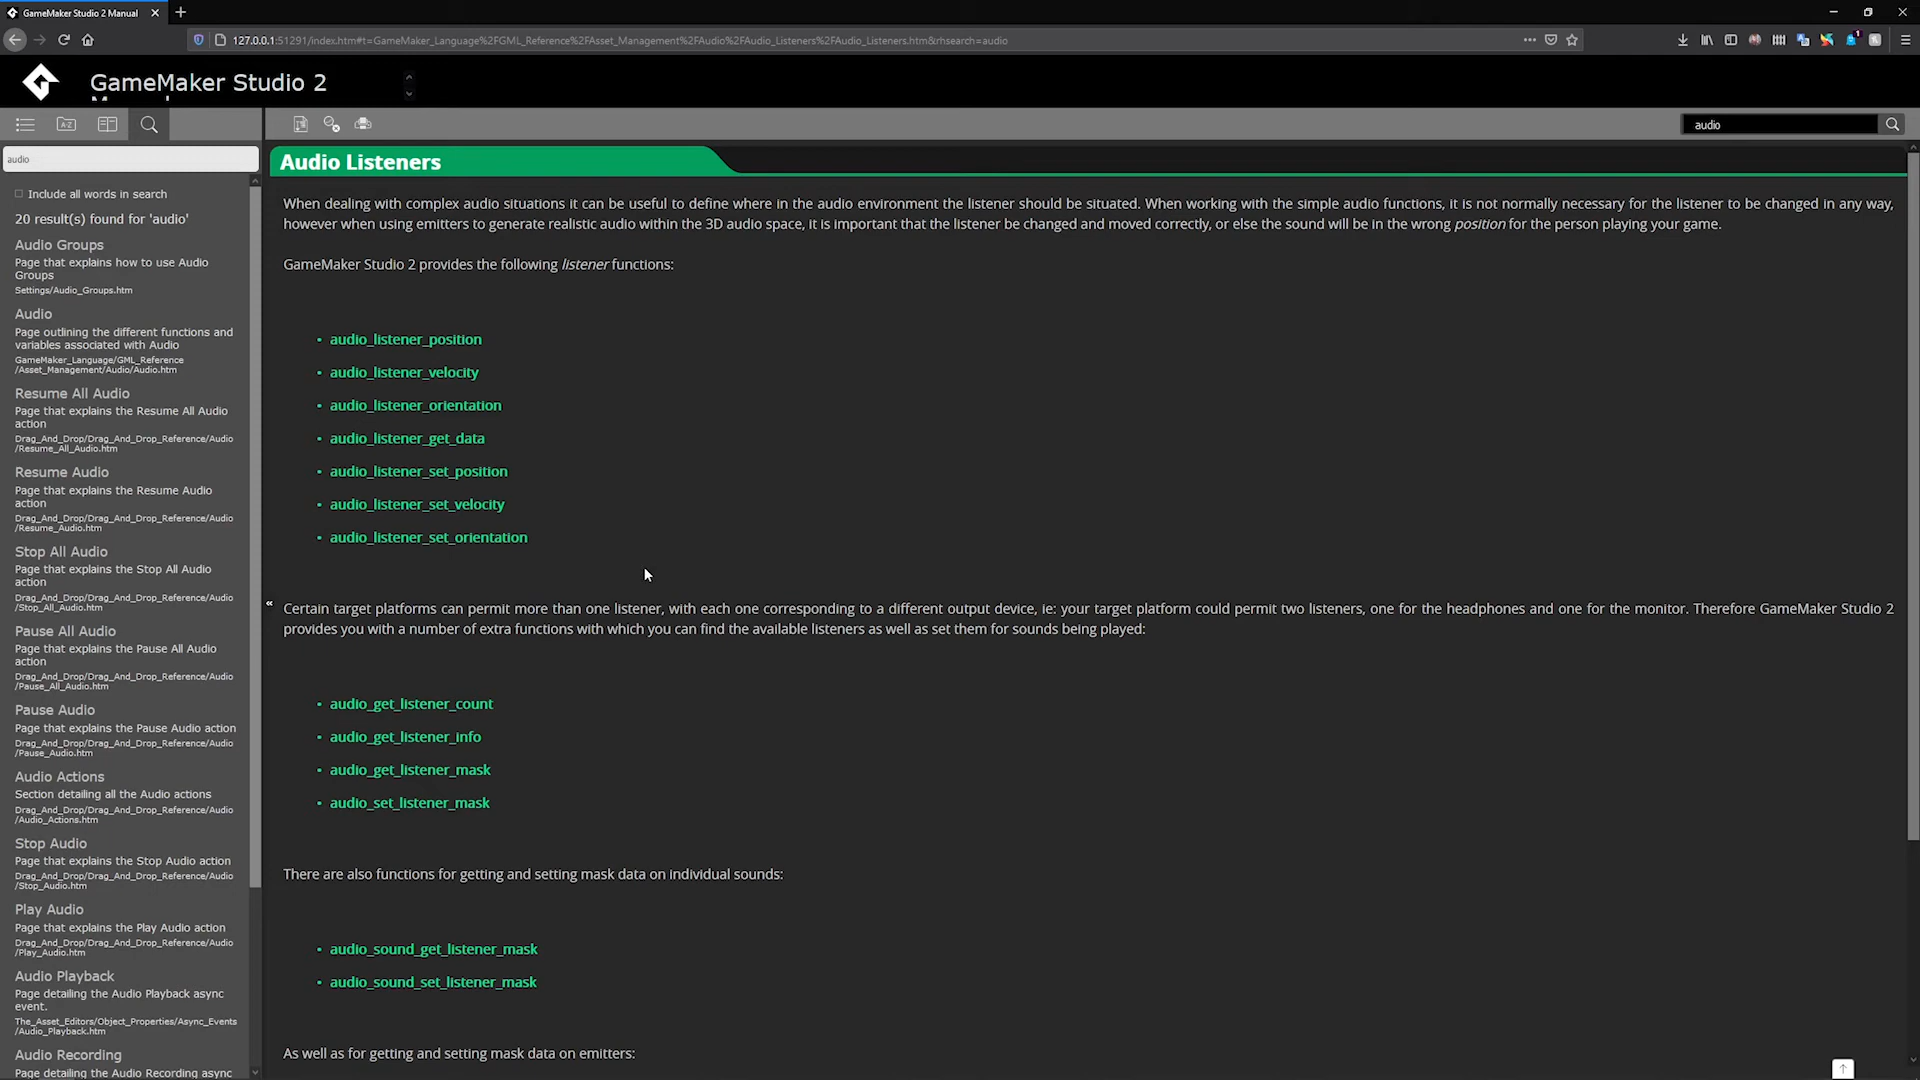 GameMaker Studio 2 Manual
127.0.0.1:51291/index.htm#t=GameMaker_Language%2FGML_Reference%2FAsset_Management%2FAudio%2FAudio_Listeners%2FAudio_Listeners.htm&rhsearch=audio
1
GameMaker Studio 2
A-Z
audio
audio
Include all words in search
20 result(s) found for 'audio'
Audio Groups
Page that explains how to use Audio
Groups
Settings/Audio_Groups.htm
Audio
Page outlining the different functions and
variables associated with Audio
GameMaker_Language/GML_Reference
/Asset_Management/Audio/Audio.htm
Resume All Audio
Page that explains the Resume All Audio
action
Drag_And_Drop/Drag_And_Drop_Reference/Audio
/Resume_All_Audio.htm
Resume Audio
Page that explains the Resume Audio
action
Drag_And_Drop/Drag_And_Drop_Reference/Audio
/Resume_Audio.htm
Stop All Audio
Page that explains the Stop All Audio
action
Drag_And_Drop/Drag_And_Drop_Reference/Audio
/Stop_All_Audio.htm
Pause All Audio
Page that explains the Pause All Audio
action
Drag_And_Drop/Drag_And_Drop_Reference/Audio
/Pause_All_Audio.htm
Pause Audio
Page that explains the Pause Audio action
Drag_And_Drop/Drag_And_Drop_Reference/Audio
/Pause_Audio.htm
Audio Actions
Section detailing all the Audio actions
Drag_And_Drop/Drag_And_Drop_Reference/Audio
/Audio_Actions.htm
Stop Audio
Page that explains the Stop Audio action
Drag_And_Drop/Drag_And_Drop_Reference/Audio
/Stop_Audio.htm
Play Audio
Page that explains the Play Audio action
Drag_And_Drop/Drag_And_Drop_Reference/Audio
/Play_Audio.htm
Audio Playback
Page detailing the Audio Playback async
event.
The_Asset_Editors/Object_Properties/Async_Events
/Audio_Playback.htm
Audio Recording
Page detailing the Audio Recording async
Audio Listeners
When dealing with complex audio situations it can be useful to define where in the audio environment the listener should be situated. When working with the simple audio functions, it is not normally necessary for the listener to be changed in any way,
however when using emitters to generate realistic audio within the 3D audio space, it is important that the listener be changed and moved correctly, or else the sound will be in the wrong position for the person playing your game.
GameMaker Studio 2 provides the following listener functions:
• audio_listener_position
• audio_listener_velocity
• audio_listener_orientation
• audio_listener_get_data
• audio_listener_set_position
• audio_listener_set_velocity
• audio_listener_set_orientation
Certain target platforms can permit more than one listener, with each one corresponding to a different output device, ie: your target platform could permit two listeners, one for the headphones and one for the monitor. Therefore GameMaker Studio 2
provides you with a number of extra functions with which you can find the available listeners as well as set them for sounds being played:
• audio_get_listener_count
• audio_get_listener_info
• audio_get_listener_mask
• audio_set_listener_mask
There are also functions for getting and setting mask data on individual sounds:
• audio_sound_get_listener_mask
• audio_sound_set_listener_mask
As well as for getting and setting mask data on emitters: